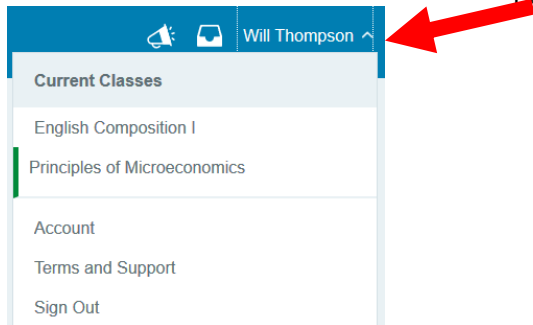 Will Thompson
Current Classes
English Composition I
Principles of Microeconomics
Account
Terms and Support
Sign Out